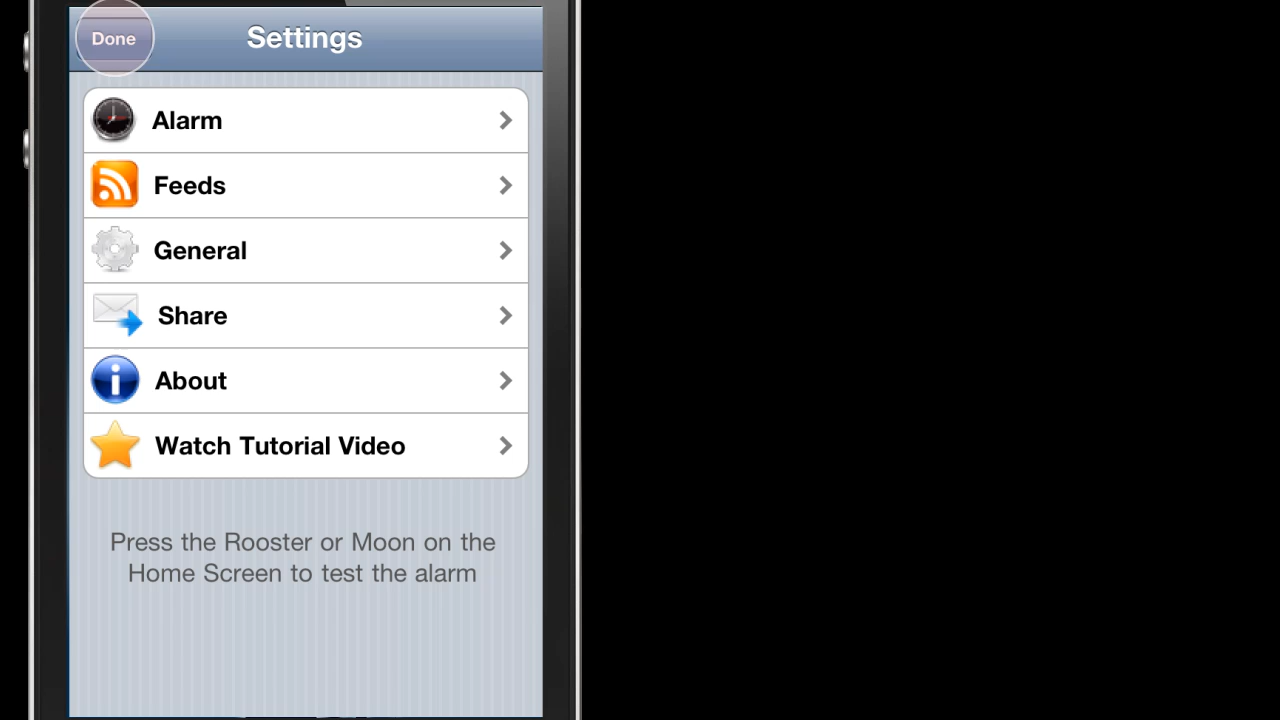 Done
Settings
Alarm
Feeds
General
Share
About
Watch Tutorial Video
Press the Rooster or Moon on the
Home Screen to test the alarm